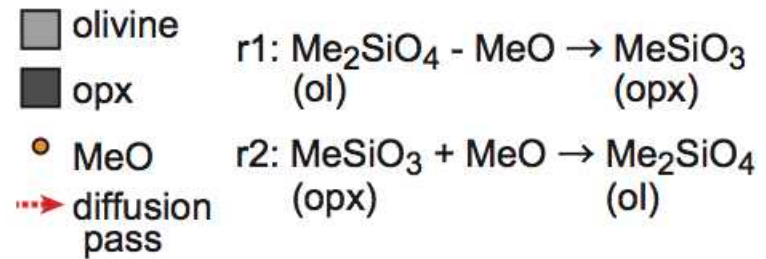 olivine
opx
MeO
diffusion
pass
r1: Me₂SiO₄ - MeO → MeSiO₃
(ol) (opx)
r2: MeSiO₃ + MeO → Me₂SiO₄
(opx) (ol)